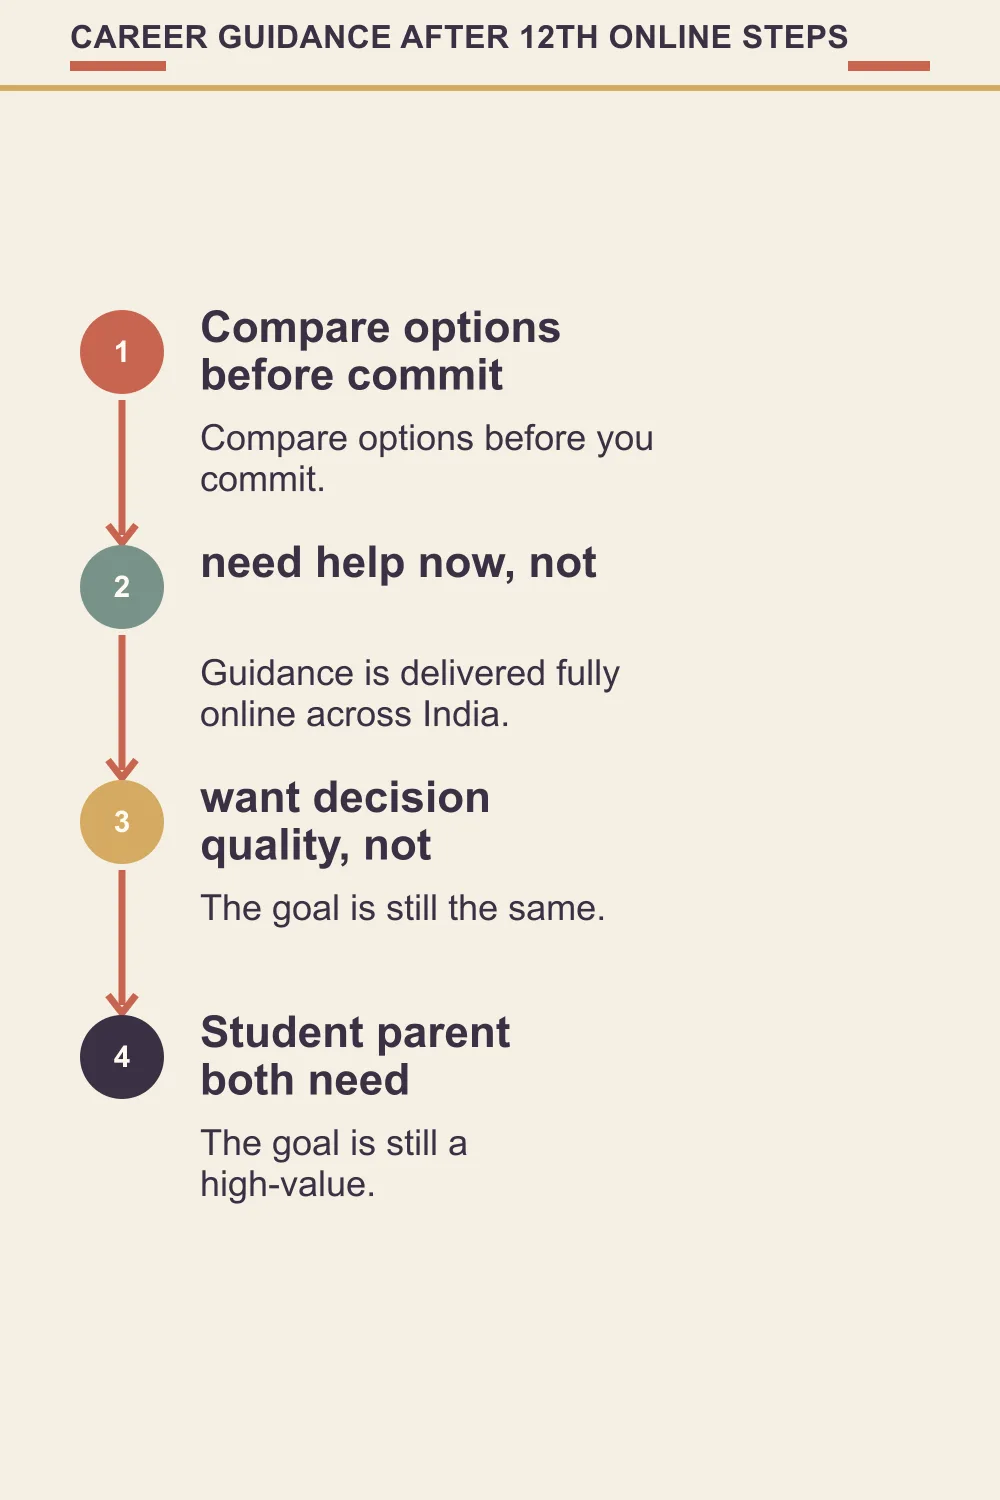 CAREER GUIDANCE AFTER 12TH ONLINE STEPS
1
Compare options
before commit
Compare options before you
commit.
2
need help now, not
Guidance is delivered fully
online across India.
3
want decision
quality, not
The goal is still the same.
4
Student parent
both need
The goal is still a
high-value.